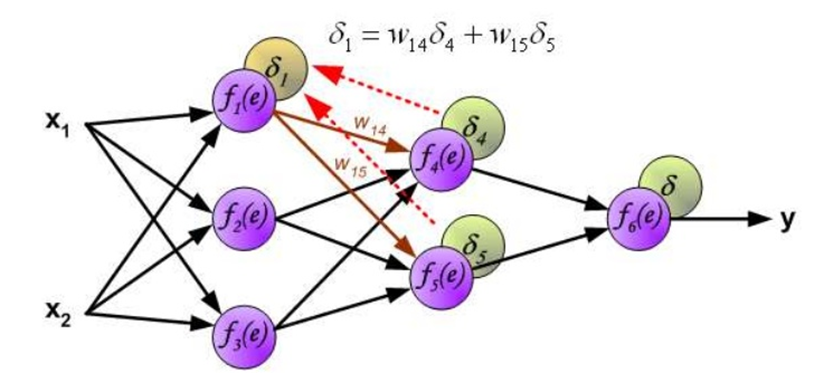 δ₁ = w₁₄δ₄ + w₁₅δ₅
δ₁
f₁(e)
x₁
w₁₄
δ₄
f₄(e)
w₁₅
δ
f₂(e)
f₆(e)
y
δ₅
f₅(e)
x₂
f₃(e)